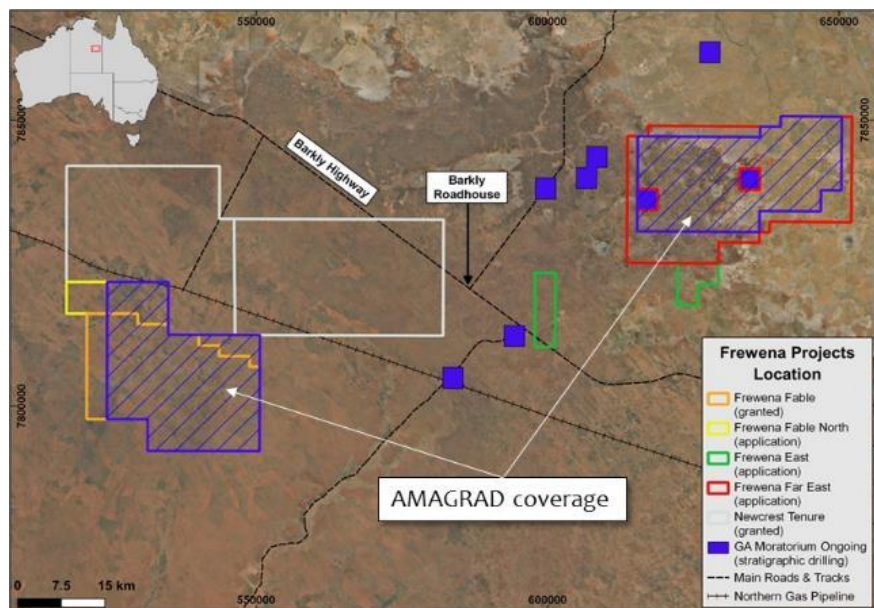 550000
600000
650000
7850000
7850000
Barkly Highway
Barkly
Roadhouse
7800000
7800000
AMAGRAD coverage
Frewena Projects
Location
Frewena Fable
(granted)
Frewena Fable North
(application)
Frewena East
(application)
Frewena Far East
(application)
Newcrest Tenure
(granted)
GA Moratorium Ongoing
(stratigraphic drilling)
Main Roads & Tracks
Northern Gas Pipeline
0 7.5 15 km
550000
600000